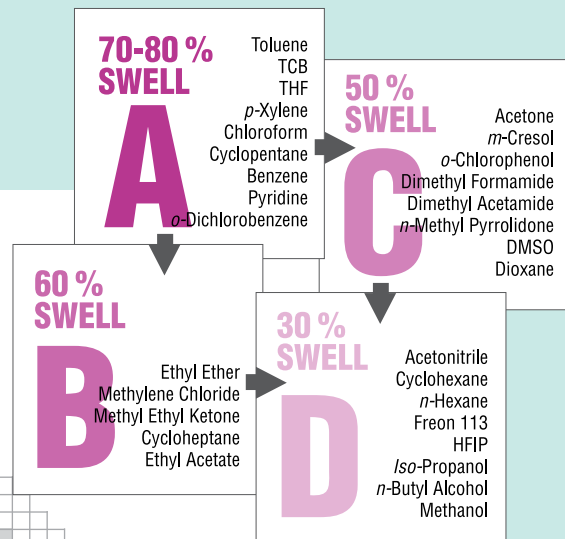 70-80 %
SWELL
A
Toluene
TCB
THF
p-Xylene
Chloroform
Cyclopentane
Benzene
Pyridine
o-Dichlorobenzene
50 %
SWELL
C
Acetone
m-Cresol
o-Chlorophenol
Dimethyl Formamide
Dimethyl Acetamide
n-Methyl Pyrrolidone
DMSO
Dioxane
60 %
SWELL
B
Ethyl Ether
Methylene Chloride
Methyl Ethyl Ketone
Cycloheptane
Ethyl Acetate
30 %
SWELL
D
Acetonitrile
Cyclohexane
n-Hexane
Freon 113
HFIP
Iso-Propanol
n-Butyl Alcohol
Methanol